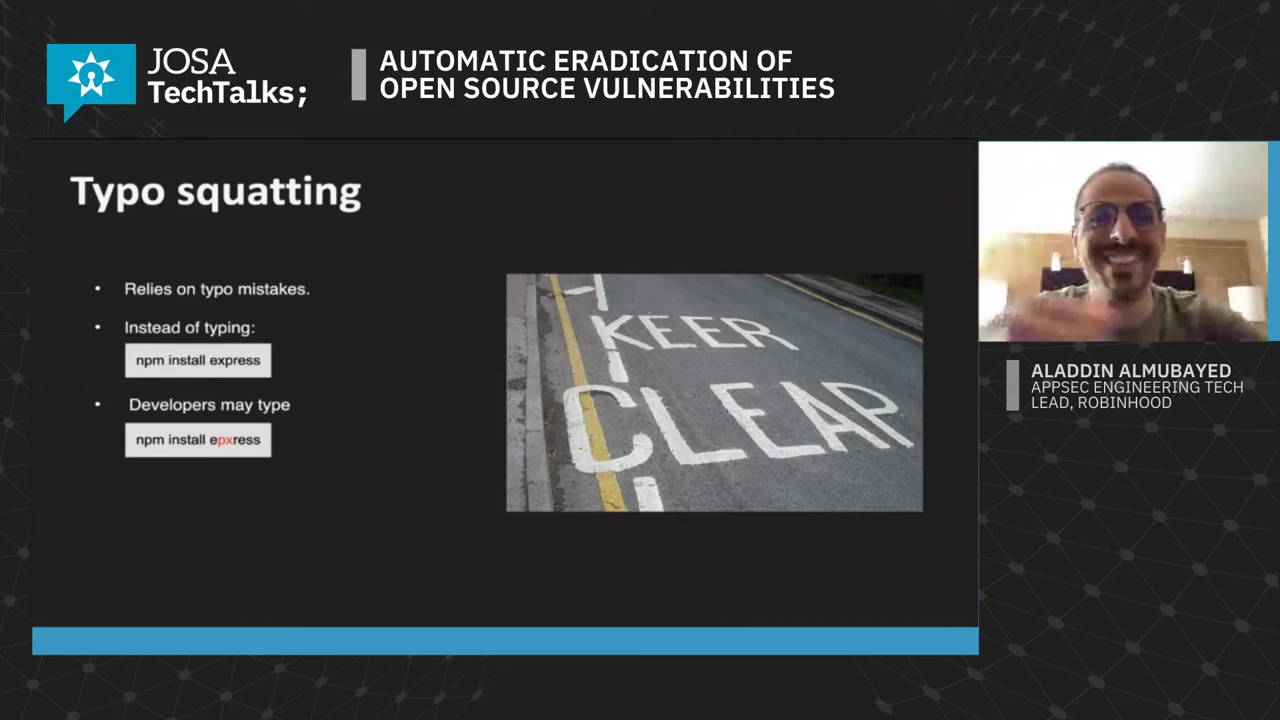 JOSA
TechTalks;
AUTOMATIC ERADICATION OF
OPEN SOURCE VULNERABILITIES
Typo squatting
• Relies on typo mistakes.
• Instead of typing:
npm install express
• Developers may type
npm install epxress
KEER
CLEAP
ALADDIN ALMUBAYED
APPSEC ENGINEERING TECH
LEAD, ROBINHOOD